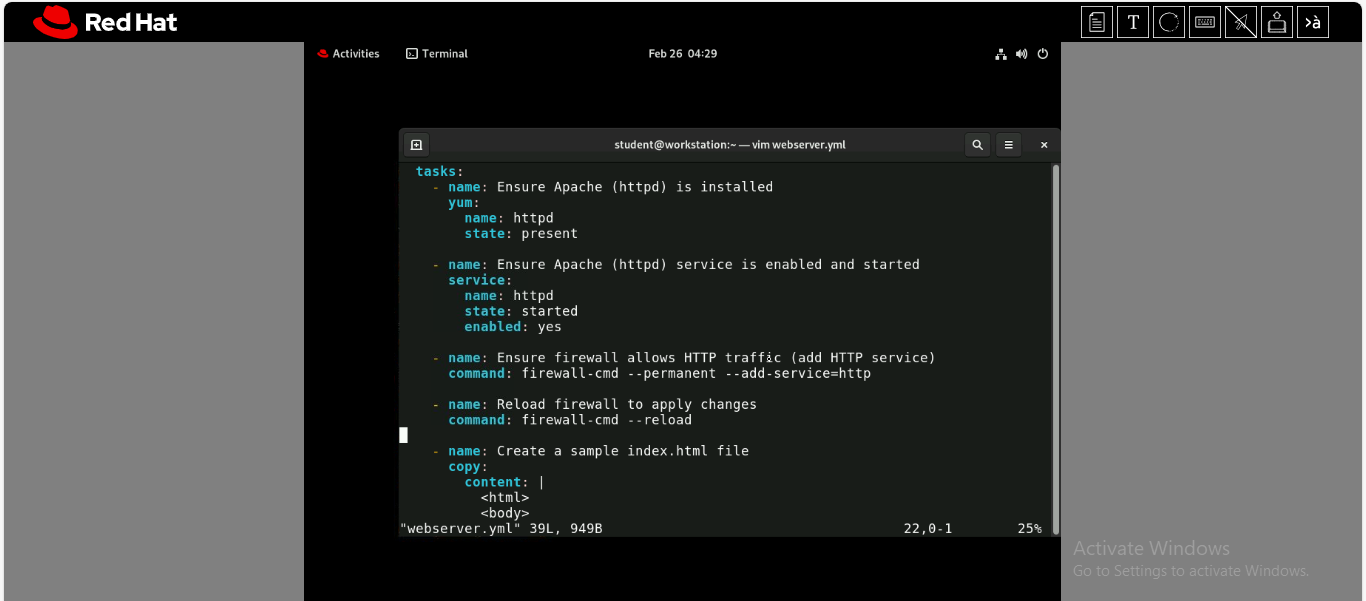 Red Hat
T
>à
Activities
Terminal
Feb 26 04:29
student@workstation:~ — vim webserver.yml
tasks:
- name: Ensure Apache (httpd) is installed
yum:
name: httpd
state: present
- name: Ensure Apache (httpd) service is enabled and started
service:
name: httpd
state: started
enabled: yes
- name: Ensure firewall allows HTTP traffic (add HTTP service)
command: firewall-cmd --permanent --add-service=http
- name: Reload firewall to apply changes
command: firewall-cmd --reload
- name: Create a sample index.html file
copy:
content: |
<html>
<body>
"webserver.yml" 39L, 949B 22,0-1 25%
Activate Windows
Go to Settings to activate Windows.